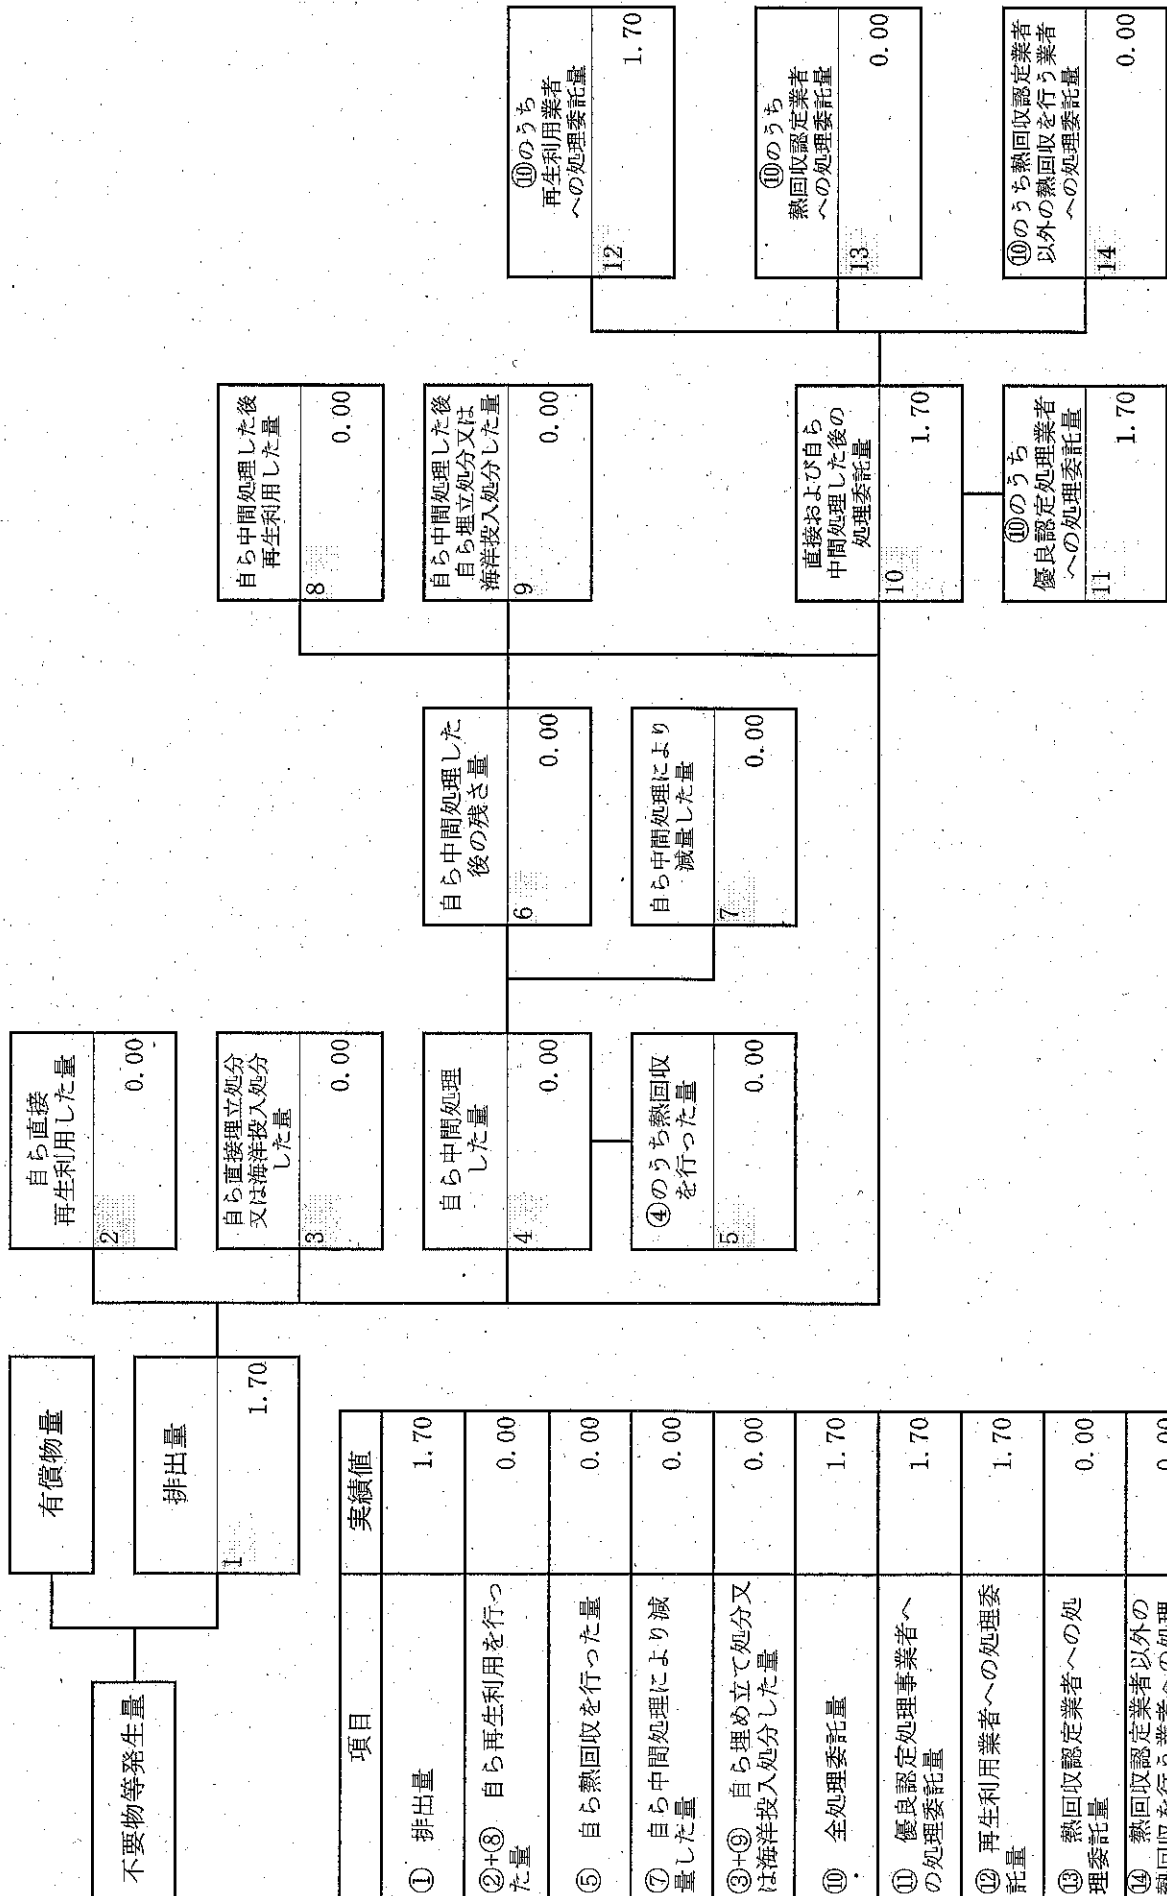 不要物等発生量
有償物量
排出量
1
1.70
自ら直接
再生利用した量
2
0.00
自ら直接埋立処分
又は海洋投入処分
した量
3
0.00
自ら中間処理
した量
4
0.00
④のうち熱回収
を行った量
5
0.00
自ら中間処理した
後の残さ量
6
0.00
自ら中間処理により
減量した量
7
0.00
自ら中間処理した後
再生利用した量
8
0.00
自ら中間処理した後
自ら埋立処分又は
海洋投入処分した量
9
0.00
直接および自ら
中間処理した後の
処理委託量
10
1.70
⑩のうち
優良認定処理業者
への処理委託量
11
1.70
⑩のうち
再生利用業者
への処理委託量
12
1.70
⑩のうち
熱回収認定業者
への処理委託量
13
0.00
⑩のうち熱回収認定業者
以外の熱回収を行う業者
への処理委託量
14
0.00
項目
実績値
① 排出量
1.70
②+⑧ 自ら再生利用を行っ
た量
0.00
⑤ 自ら熱回収を行った量
0.00
⑦ 自ら中間処理により減
量した量
0.00
③+⑨ 自ら埋め立て処分又
は海洋投入処分した量
0.00
⑩ 全処理委託量
1.70
⑪ 優良認定処理事業者へ
の処理委託量
1.70
⑫ 再生利用業者への処理委
託量
1.70
⑬ 熱回収認定業者への処
理委託量
0.00
⑭ 熱回収認定業者以外の
熱回収を行う業者への処理
0.00